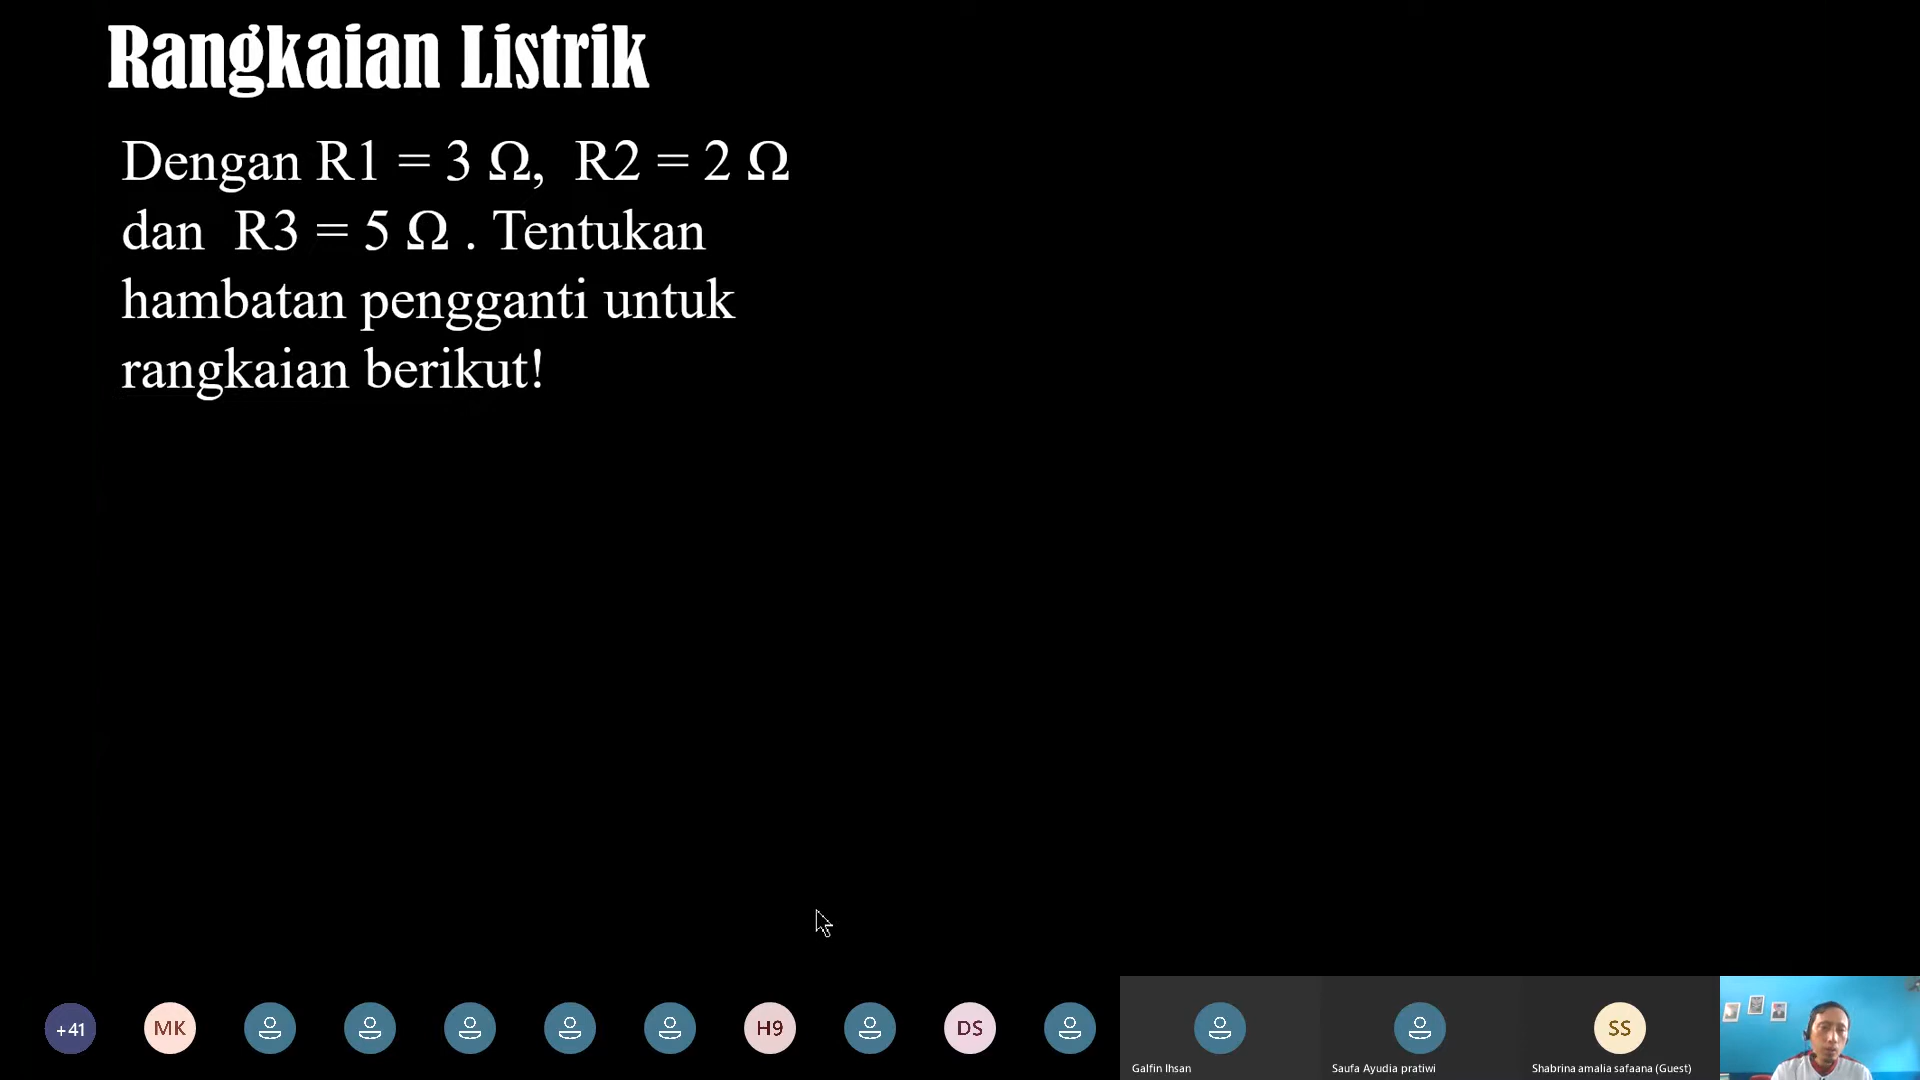 Rangkaian Listrik
Dengan R1 = 3 Ω, R2 = 2 Ω
dan R3 = 5 Ω . Tentukan
hambatan pengganti untuk
rangkaian berikut!
+41
MK
H9
DS
SS
Galfin Ihsan
Saufa Ayudia pratiwi
Shabrina amalia safaana (Guest)